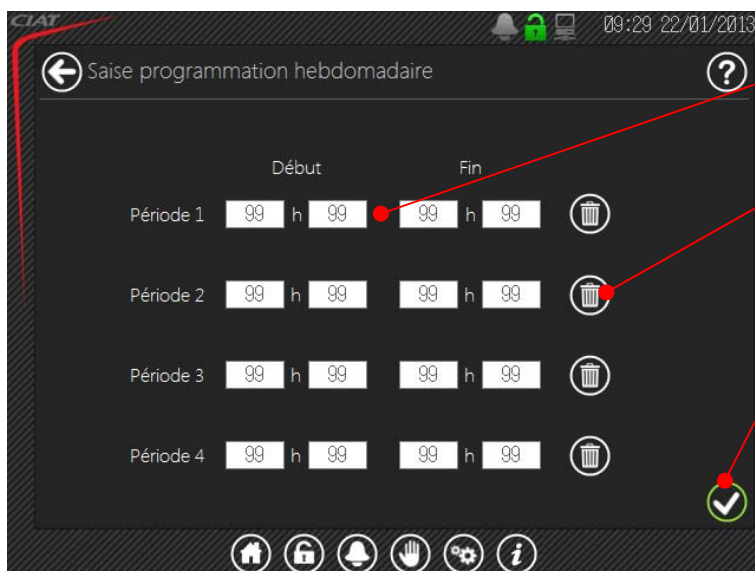 CIAT
09:29 22/01/2013
Saise programmation hebdomadaire
?
Début Fin
Période 1 99 h 99 99 h 99
Période 2 99 h 99 99 h 99
Période 3 99 h 99 99 h 99
Période 4 99 h 99 99 h 99
i